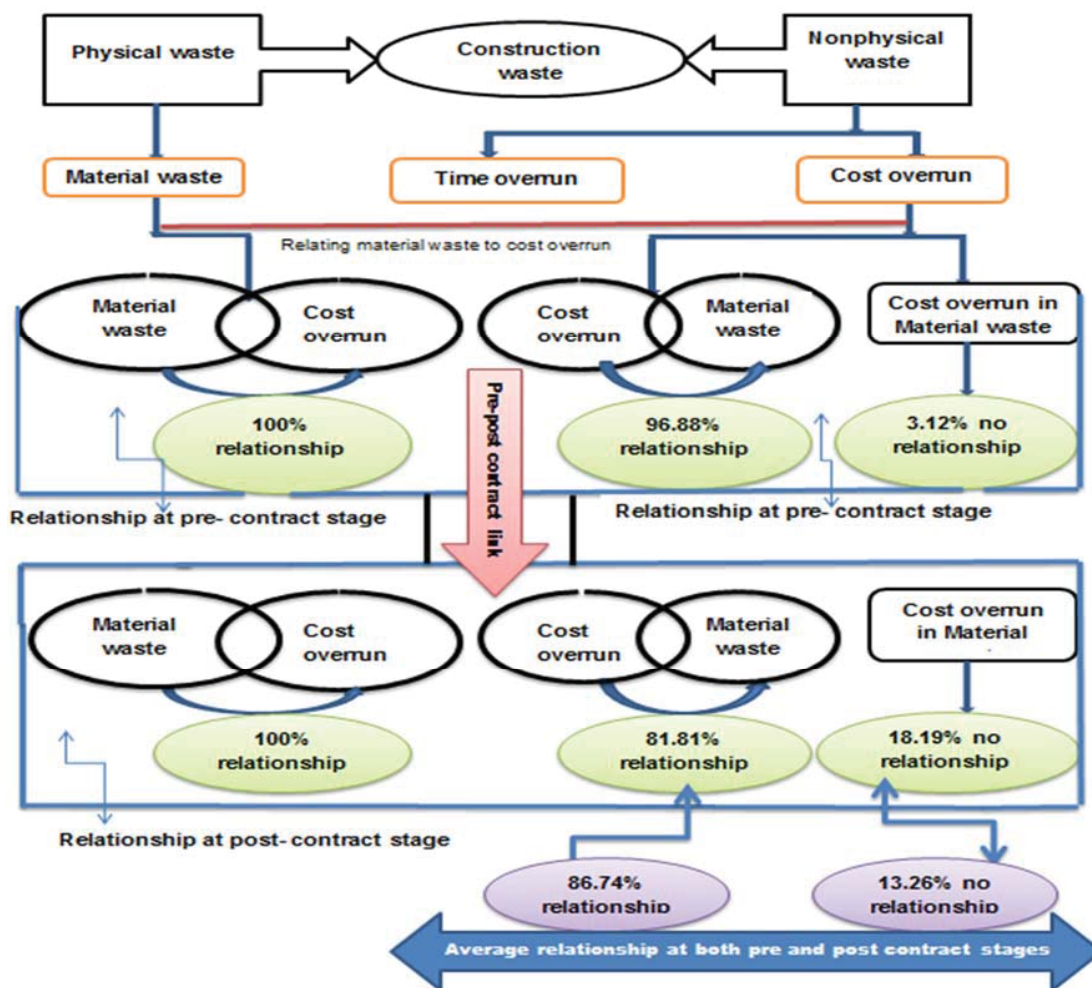 Physical waste
Construction
waste
Nonphysical
waste
Material waste
Time overrun
Cost overrun
Relating material waste to cost overrun
Material
waste
Cost
overrun
Cost
overrun
Material
waste
Cost overrun in
Material waste
100%
relationship
96.88%
relationship
3.12% no
relationship
Pre-post contract link
Relationship at pre- contract stage
Relationship at pre- contract stage
Material
waste
Cost
overrun
Cost
overrun
Material
waste
Cost overrun
in Material
100%
relationship
81.81%
relationship
18.19% no
relationship
Relationship at post- contract stage
86.74%
relationship
13.26% no
relationship
Average relationship at both pre and post contract stages